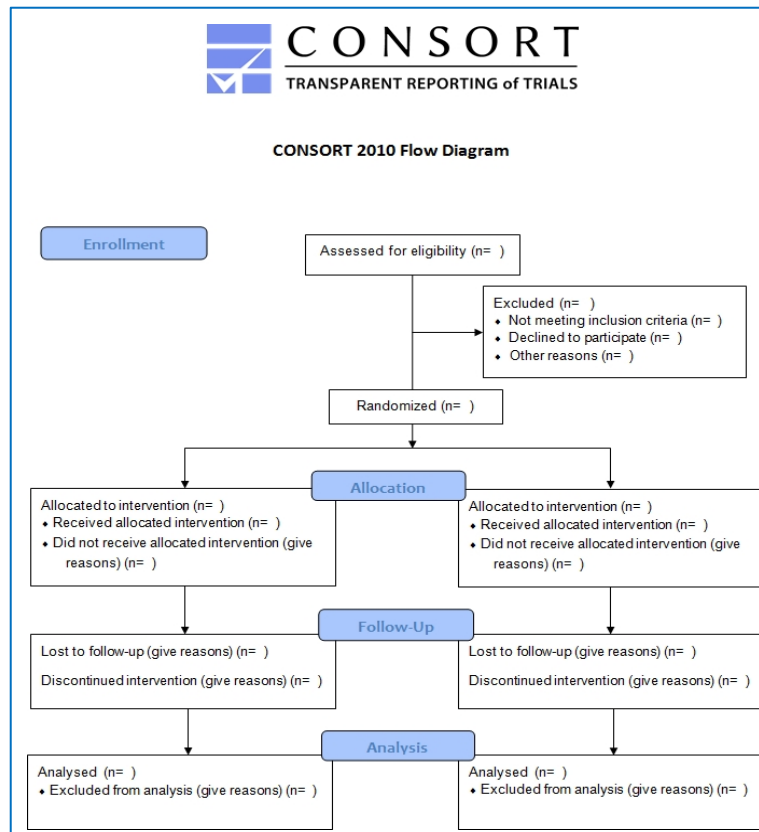 CONSORT
TRANSPARENT REPORTING of TRIALS
CONSORT 2010 Flow Diagram
Enrollment
Assessed for eligibility (n=  )
Excluded (n=  )
⬥ Not meeting inclusion criteria (n=  )
⬥ Declined to participate (n=  )
⬥ Other reasons (n=  )
Randomized (n=  )
Allocation
Allocated to intervention (n=  )
⬥ Received allocated intervention (n=  )
⬥ Did not receive allocated intervention (give
reasons) (n=  )
Allocated to intervention (n=  )
⬥ Received allocated intervention (n=  )
⬥ Did not receive allocated intervention (give
reasons) (n=  )
Follow-Up
Lost to follow-up (give reasons) (n=  )
Discontinued intervention (give reasons) (n=  )
Lost to follow-up (give reasons) (n=  )
Discontinued intervention (give reasons) (n=  )
Analysis
Analysed (n=  )
⬥ Excluded from analysis (give reasons) (n=  )
Analysed (n=  )
⬥ Excluded from analysis (give reasons) (n=  )